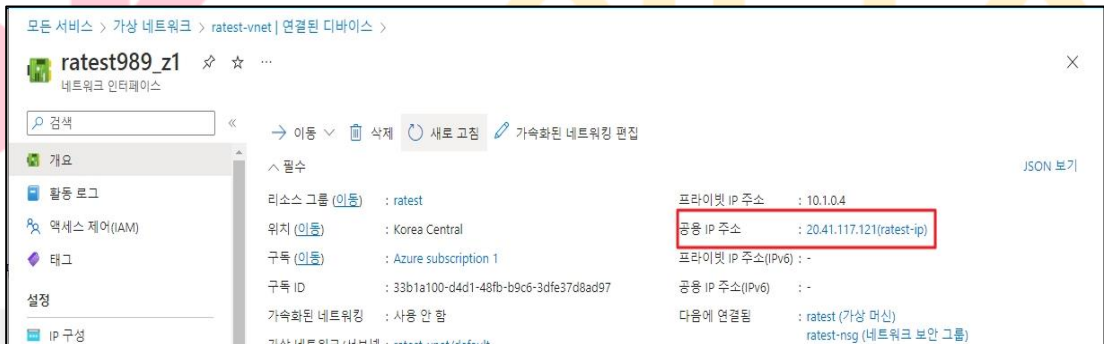 모든 서비스 > 가상 네트워크 > ratest-vnet | 연결된 디바이스 >
ratest989_z1
네트워크 인터페이스
검색
개요
활동 로그
액세스 제어(IAM)
태그
설정
IP 구성
이동
삭제
새로 고침
가속화된 네트워킹 편집
필수
JSON 보기
리소스 그룹 (이동) : ratest
위치 (이동) : Korea Central
구독 (이동) : Azure subscription 1
구독 ID : 33b1a100-d4d1-48fb-b9c6-3dfe37d8ad97
가속화된 네트워킹 : 사용 안 함
프라이빗 IP 주소 : 10.1.0.4
공용 IP 주소 : 20.41.117.121(ratest-ip)
프라이빗 IP 주소(IPv6) : -
공용 IP 주소(IPv6) : -
다음에 연결됨 : ratest (가상 머신)
ratest-nsg (네트워크 보안 그룹)